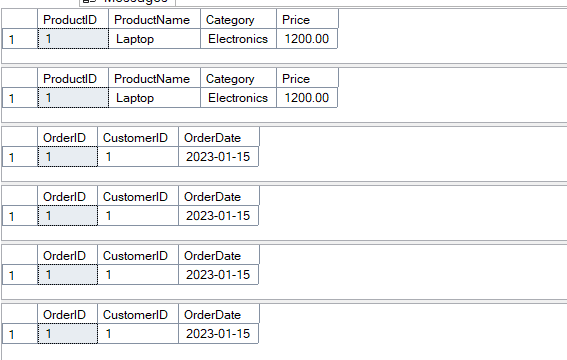 Messages
ProductID ProductName Category Price
1 1 Laptop Electronics 1200.00
ProductID ProductName Category Price
1 1 Laptop Electronics 1200.00
OrderID CustomerID OrderDate
1 1 1 2023-01-15
OrderID CustomerID OrderDate
1 1 1 2023-01-15
OrderID CustomerID OrderDate
1 1 1 2023-01-15
OrderID CustomerID OrderDate
1 1 1 2023-01-15